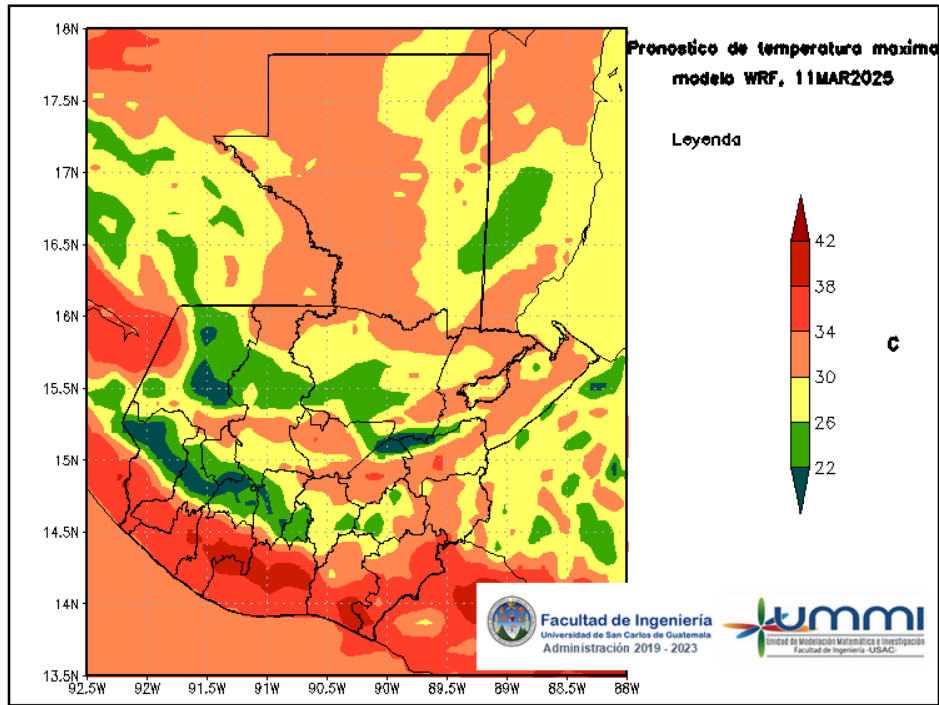 Pronostico de temperatura maxima
modelo WRF, 11MAR2025
Leyenda
42
38
34
30
26
22
C
18N
17.5N
17N
16.5N
16N
15.5N
15N
14.5N
14N
13.5N
92.5W
92W
91.5W
91W
90.5W
90W
89.5W
89W
88.5W
88W
Facultad de Ingeniería
Universidad de San Carlos de Guatemala
Administración 2019 - 2023
UMMI
Unidad de Modelación Matemática e Investigación
Facultad de Ingeniería -USAC-